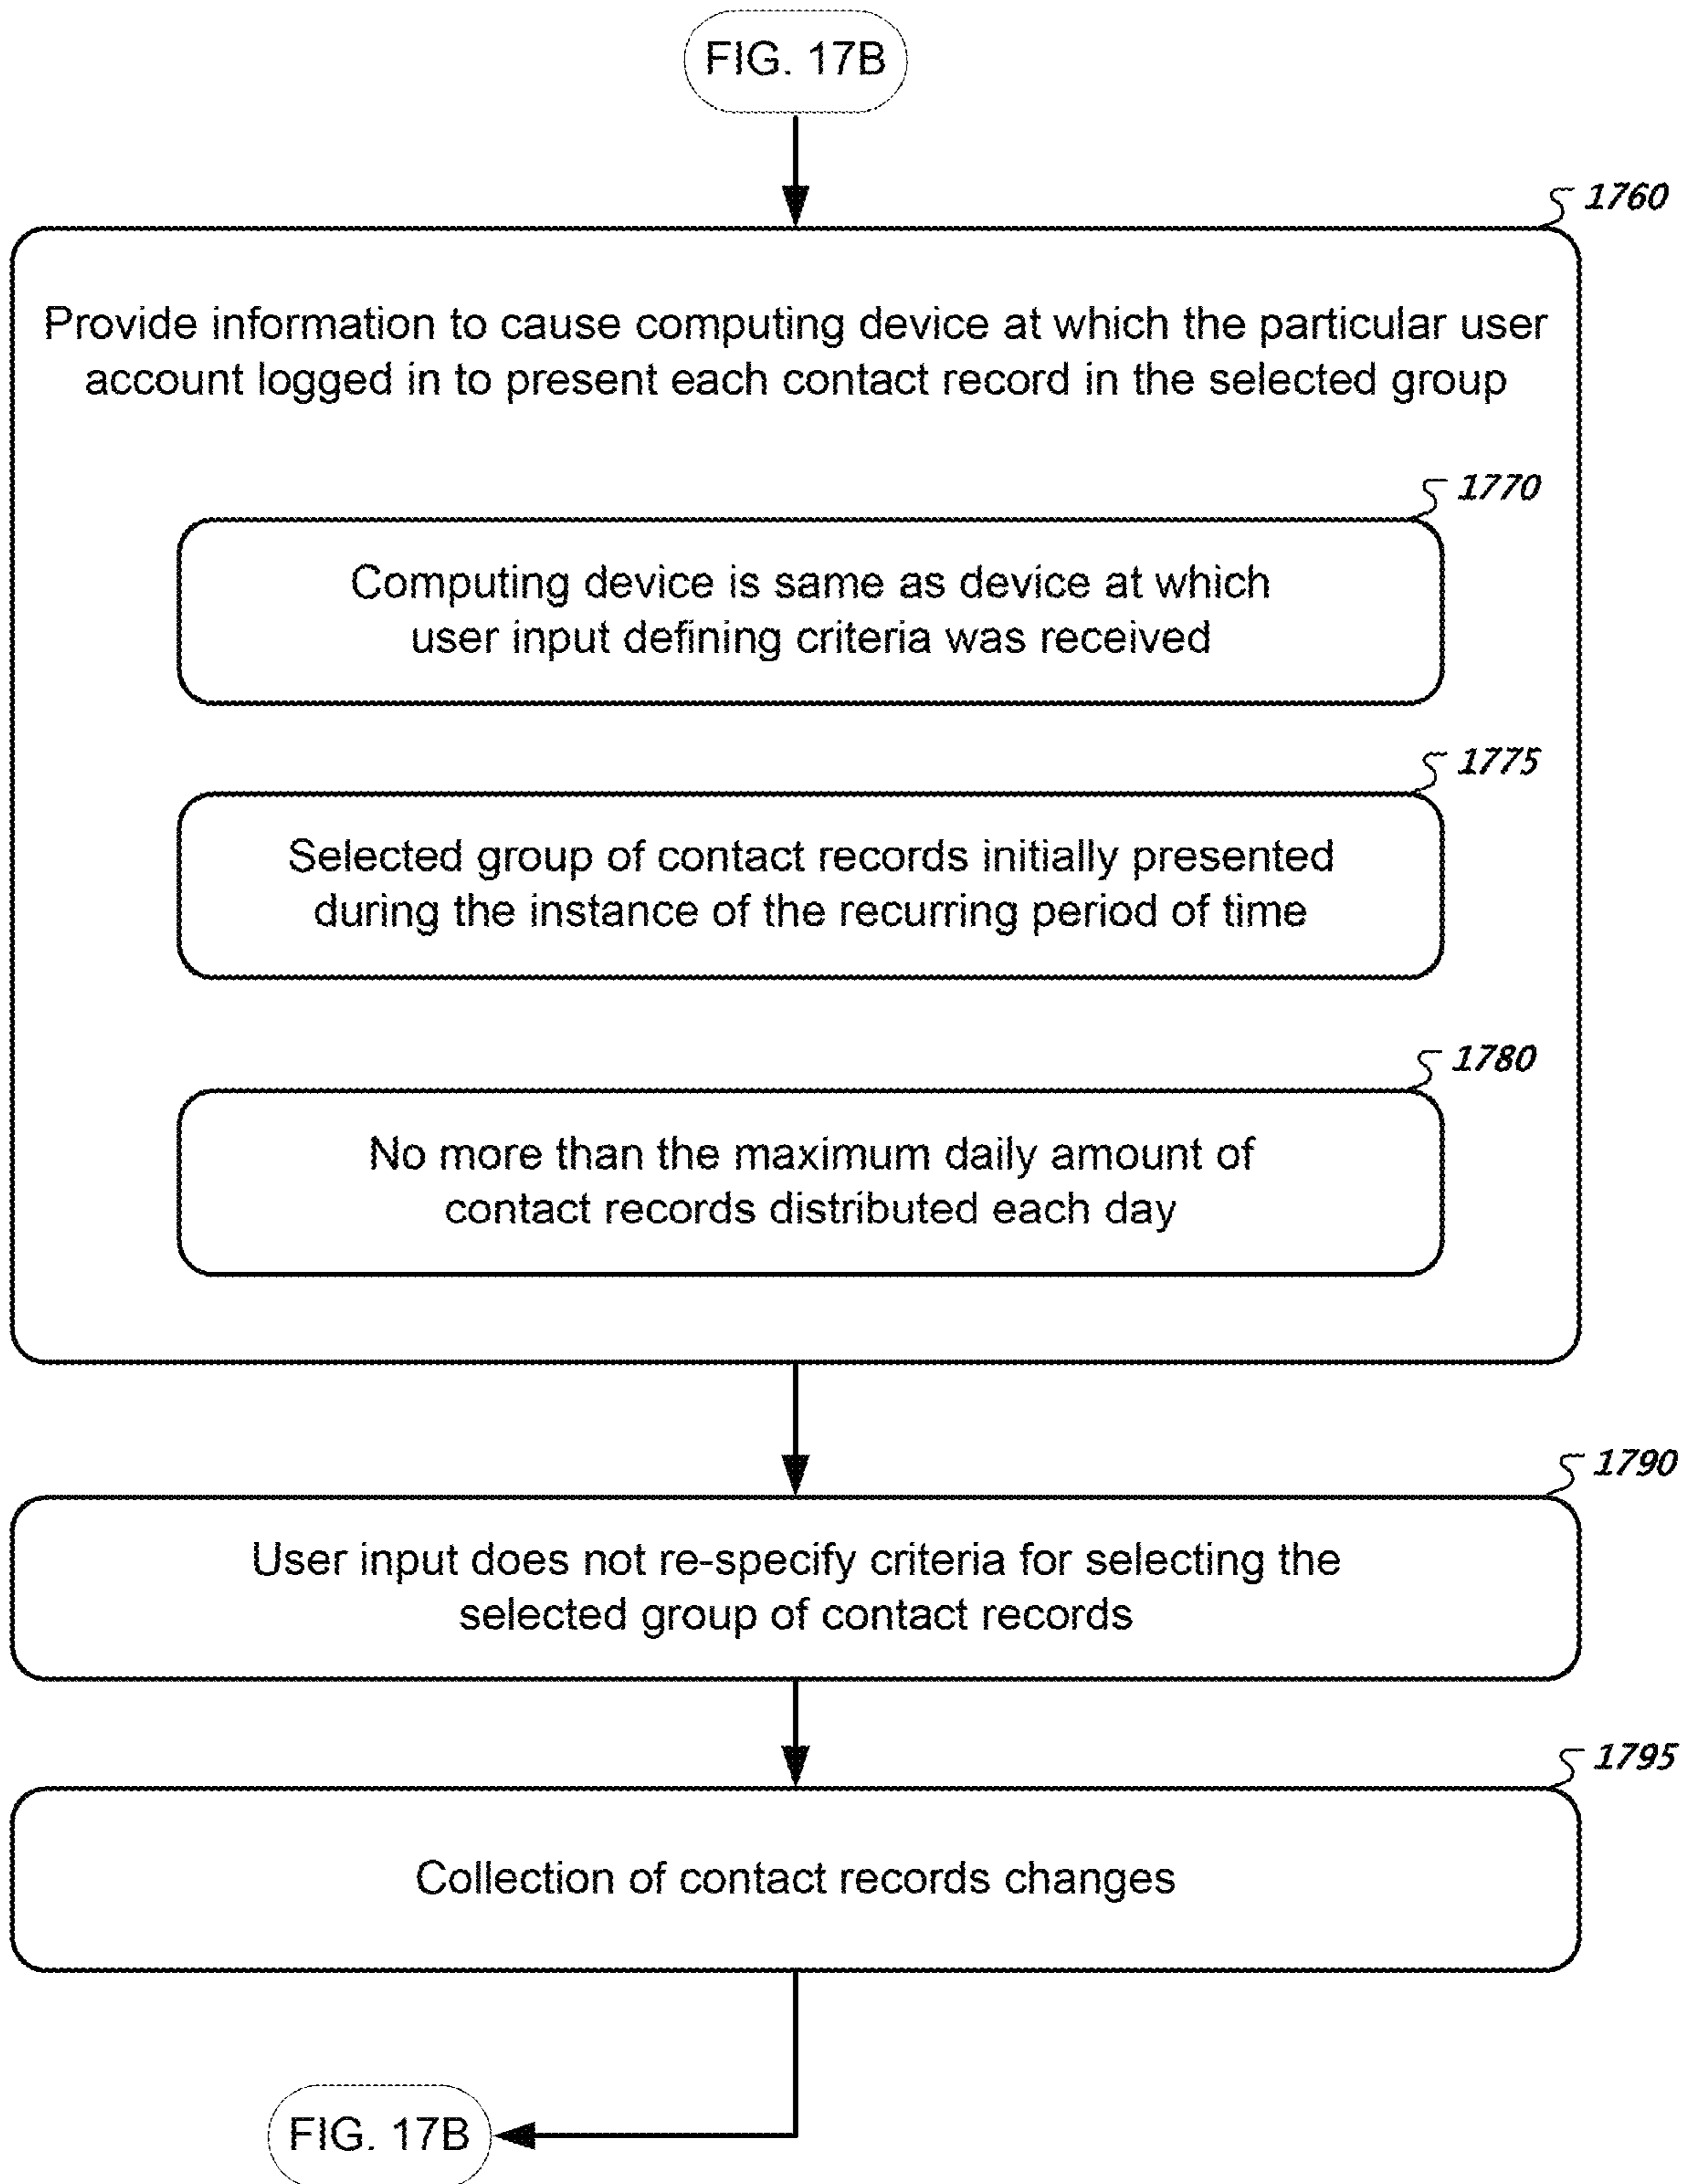 FIG. 17B
1760
Provide information to cause computing device at which the particular user
account logged in to present each contact record in the selected group
1770
Computing device is same as device at which
user input defining criteria was received
1775
Selected group of contact records initially presented
during the instance of the recurring period of time
1780
No more than the maximum daily amount of
contact records distributed each day
1790
User input does not re-specify criteria for selecting the
selected group of contact records
1795
Collection of contact records changes
FIG. 17B